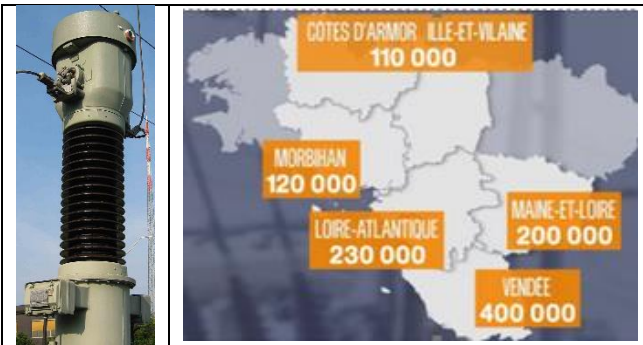 CÔTES D'ARMOR ILLE-ET-VILAINE
110 000
MORBIHAN
120 000
LOIRE-ATLANTIQUE
230 000
MAINE-ET-LOIRE
200 000
VENDÉE
400 000